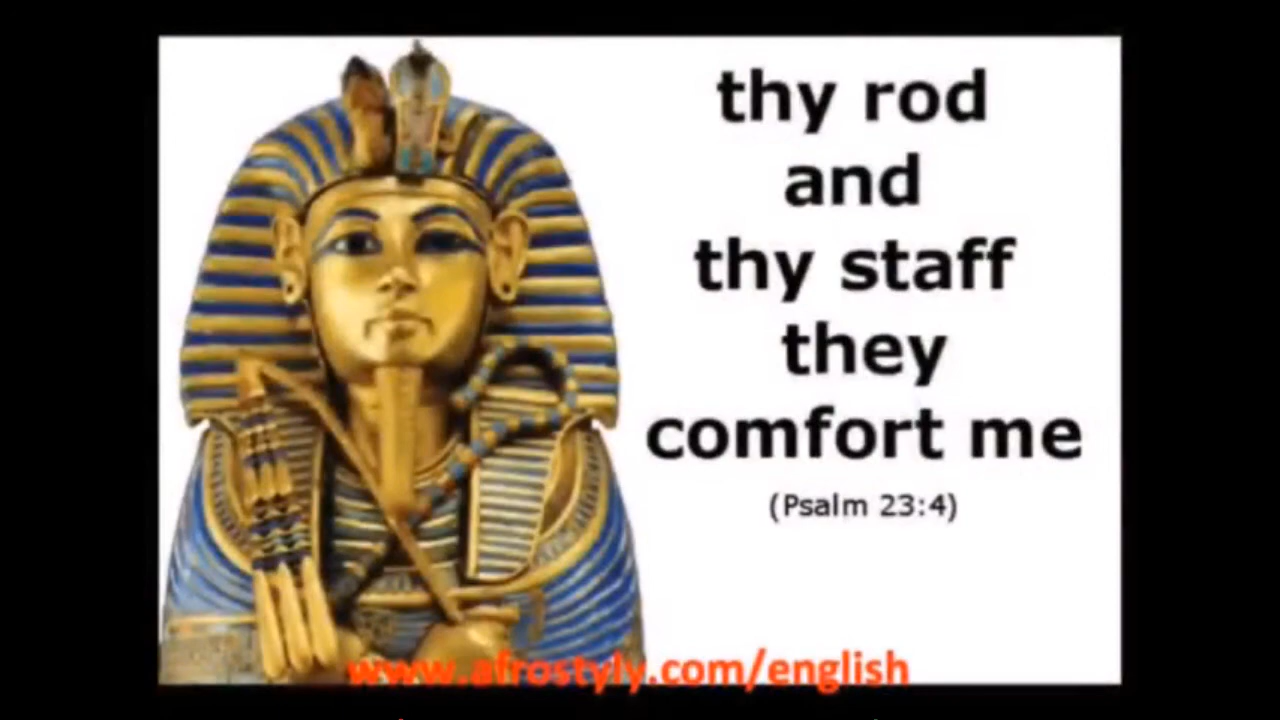 thy rod
and
thy staff
they
comfort me
(Psalm 23:4)
www.afrostyly.com/english